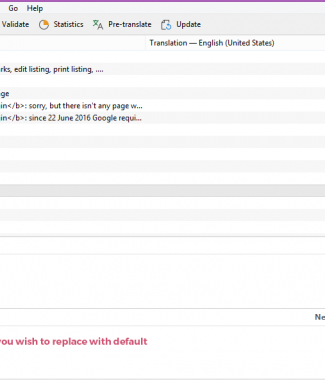 Go Help
Validate Statistics Pre-translate Update
Translation — English (United States)
rks, edit listing, print listing, ....
ge
in</b>: sorry, but there isn't any page w...
in</b>: since 22 June 2016 Google requi...
Ne
you wish to replace with default